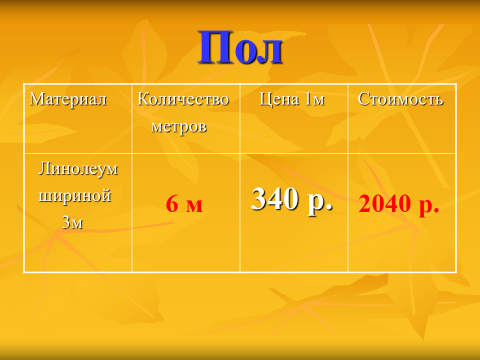 Пол
Материал
Количество
метров
Цена 1м
Стоимость
Линолеум
шириной
3м
6 м
340 р.
2040 р.